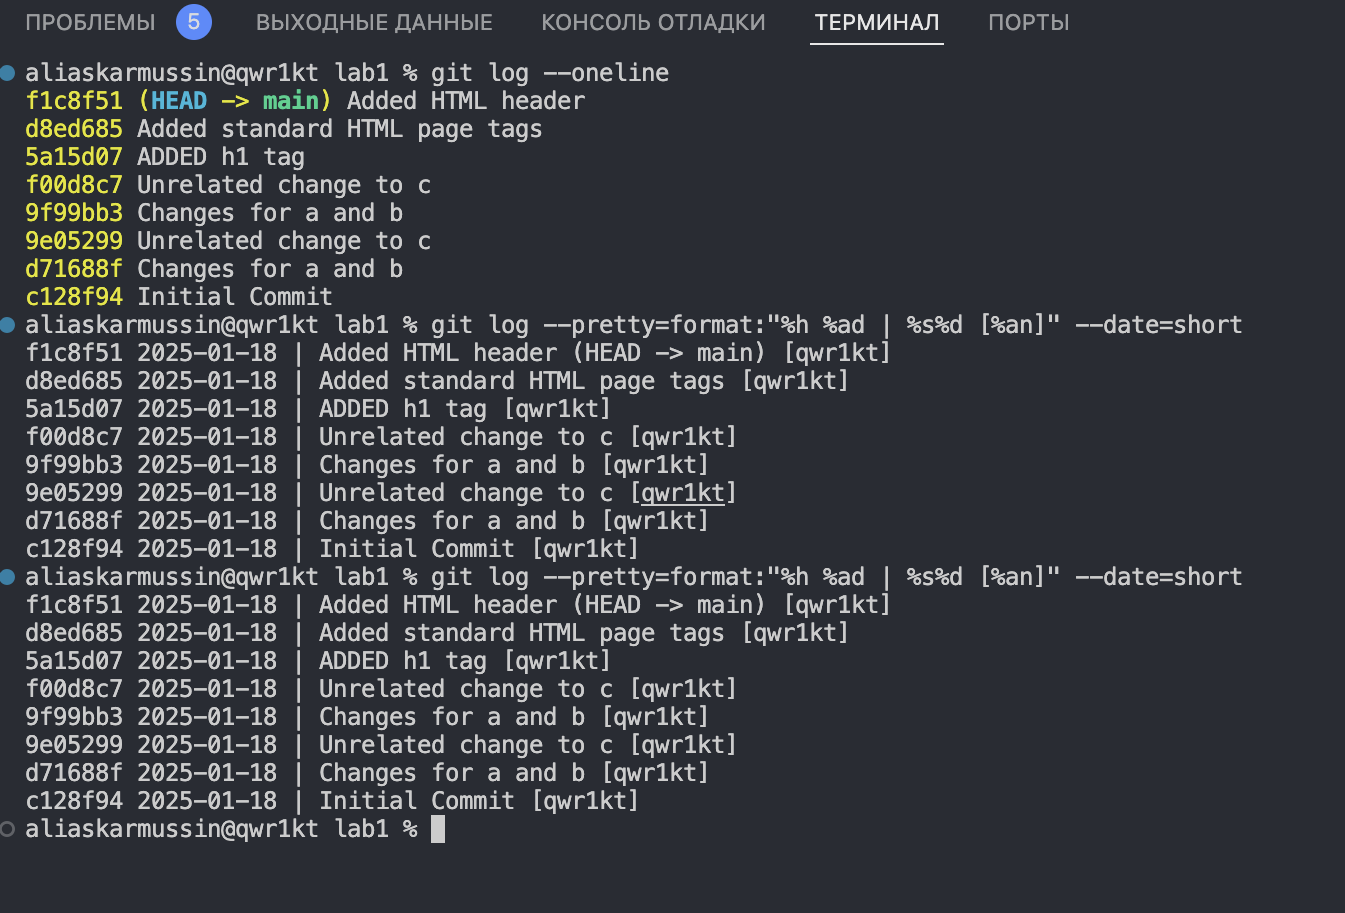 ПРОБЛЕМЫ 5 ВЫХОДНЫЕ ДАННЫЕ КОНСОЛЬ ОТЛАДКИ ТЕРМИНАЛ ПОРТЫ
aliaskarmussin@qwr1kt lab1 % git log --oneline
f1c8f51 (HEAD -> main) Added HTML header
d8ed685 Added standard HTML page tags
5a15d07 ADDED h1 tag
f00d8c7 Unrelated change to c
9f99bb3 Changes for a and b
9e05299 Unrelated change to c
d71688f Changes for a and b
c128f94 Initial Commit
aliaskarmussin@qwr1kt lab1 % git log --pretty=format:"%h %ad | %s%d [%an]" --date=short
f1c8f51 2025-01-18 | Added HTML header (HEAD -> main) [qwr1kt]
d8ed685 2025-01-18 | Added standard HTML page tags [qwr1kt]
5a15d07 2025-01-18 | ADDED h1 tag [qwr1kt]
f00d8c7 2025-01-18 | Unrelated change to c [qwr1kt]
9f99bb3 2025-01-18 | Changes for a and b [qwr1kt]
9e05299 2025-01-18 | Unrelated change to c [qwr1kt]
d71688f 2025-01-18 | Changes for a and b [qwr1kt]
c128f94 2025-01-18 | Initial Commit [qwr1kt]
aliaskarmussin@qwr1kt lab1 % git log --pretty=format:"%h %ad | %s%d [%an]" --date=short
f1c8f51 2025-01-18 | Added HTML header (HEAD -> main) [qwr1kt]
d8ed685 2025-01-18 | Added standard HTML page tags [qwr1kt]
5a15d07 2025-01-18 | ADDED h1 tag [qwr1kt]
f00d8c7 2025-01-18 | Unrelated change to c [qwr1kt]
9f99bb3 2025-01-18 | Changes for a and b [qwr1kt]
9e05299 2025-01-18 | Unrelated change to c [qwr1kt]
d71688f 2025-01-18 | Changes for a and b [qwr1kt]
c128f94 2025-01-18 | Initial Commit [qwr1kt]
aliaskarmussin@qwr1kt lab1 %